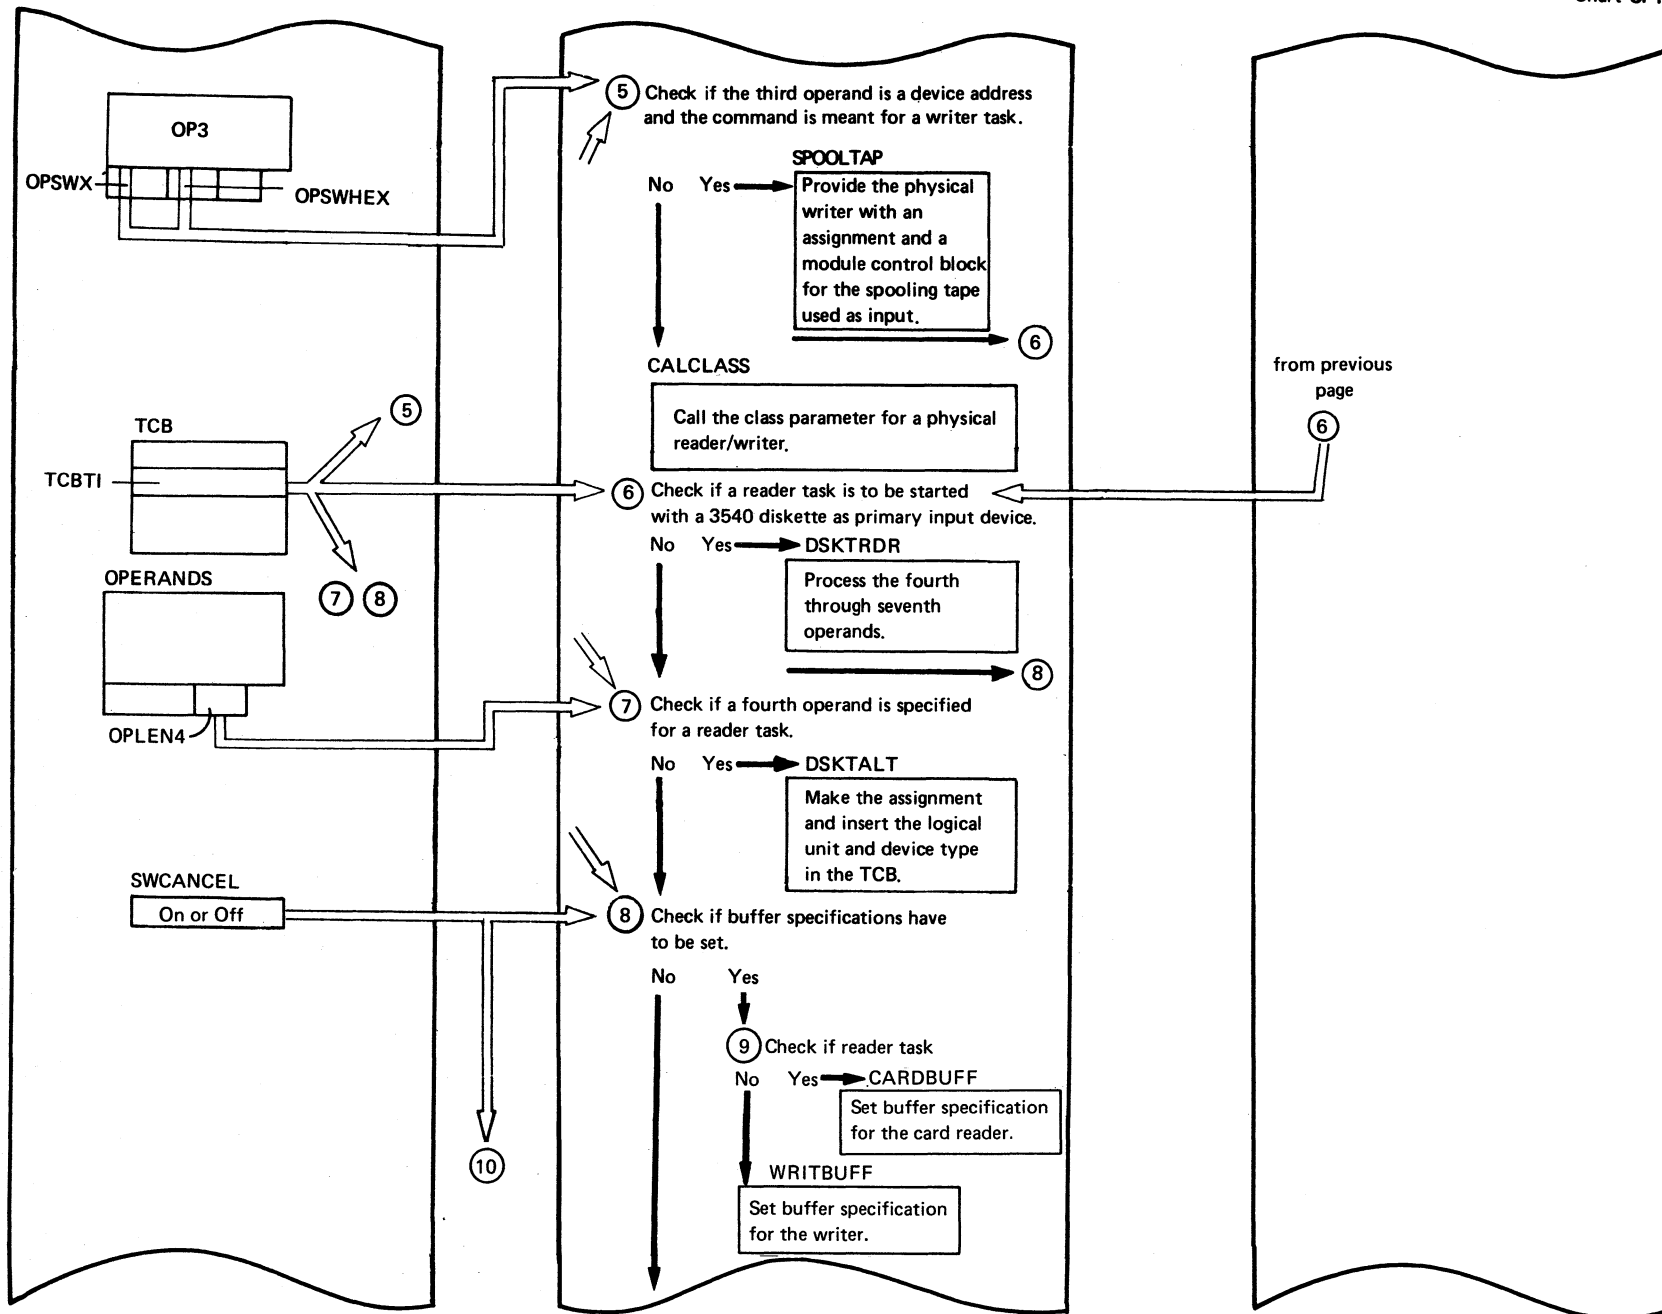 OP3
OPSWX
OPSWHEX
5 Check if the third operand is a device address
and the command is meant for a writer task.
SPOOLTAP
No Yes
Provide the physical
writer with an
assignment and a
module control block
for the spooling tape
used as input.
6
CALCLASS
Call the class parameter for a physical
reader/writer.
from previous
page
6
TCB
5
TCBTI
7 8
6 Check if a reader task is to be started
with a 3540 diskette as primary input device.
No Yes DSKTRDR
Process the fourth
through seventh
operands.
8
OPERANDS
OPLEN4
7 Check if a fourth operand is specified
for a reader task.
No Yes DSKTALT
Make the assignment
and insert the logical
unit and device type
in the TCB.
SWCANCEL
On or Off
10
8 Check if buffer specifications have
to be set.
No Yes
9 Check if reader task
No Yes CARDBUFF
Set buffer specification
for the card reader.
WRITBUFF
Set buffer specification
for the writer.